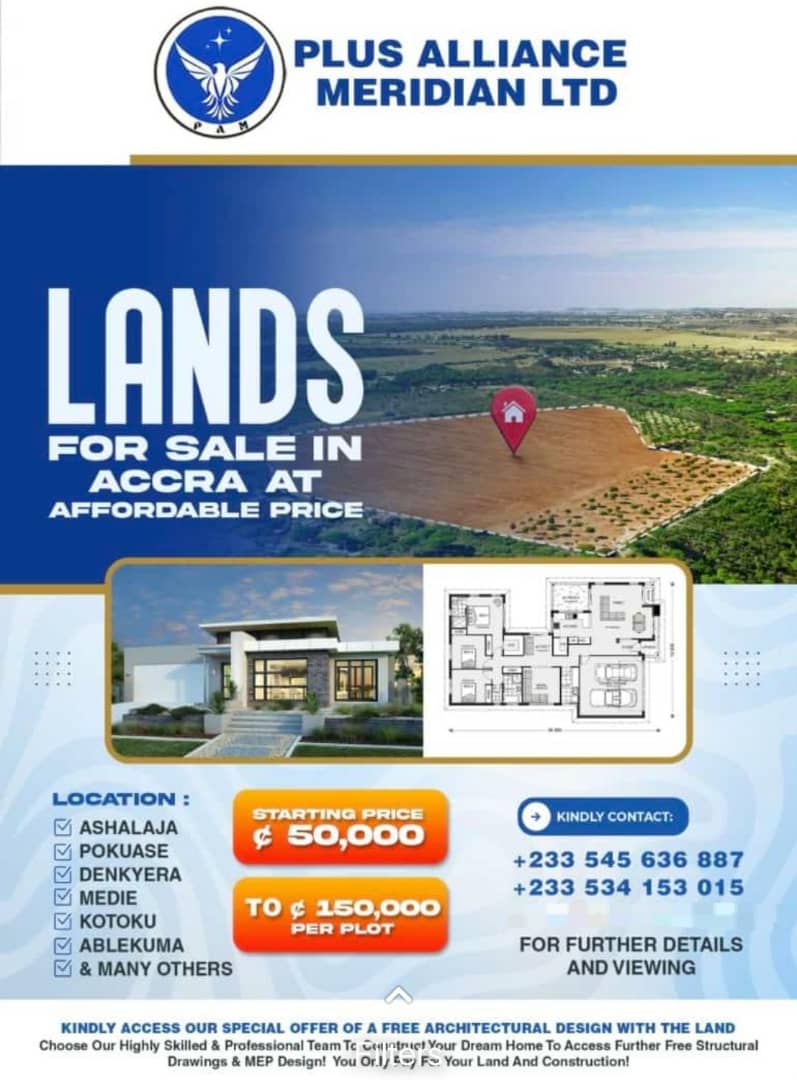 PAM
PLUS ALLIANCE
MERIDIAN LTD
LANDS
FOR SALE IN
ACCRA AT
AFFORDABLE PRICE
LOCATION :
ASHALAJA
POKUASE
DENKYERA
MEDIE
KOTOKU
ABLEKUMA
& MANY OTHERS
STARTING PRICE
₵ 50,000
TO ₵ 150,000
PER PLOT
KINDLY CONTACT:
+233 545 636 887
+233 534 153 015
FOR FURTHER DETAILS
AND VIEWING
KINDLY ACCESS OUR SPECIAL OFFER OF A FREE ARCHITECTURAL DESIGN WITH THE LAND
Choose Our Highly Skilled & Professional Team To Construct Your Dream Home To Access Further Free Structural
Drawings & MEP Design! You Only Pay For Your Land And Construction!
Filters